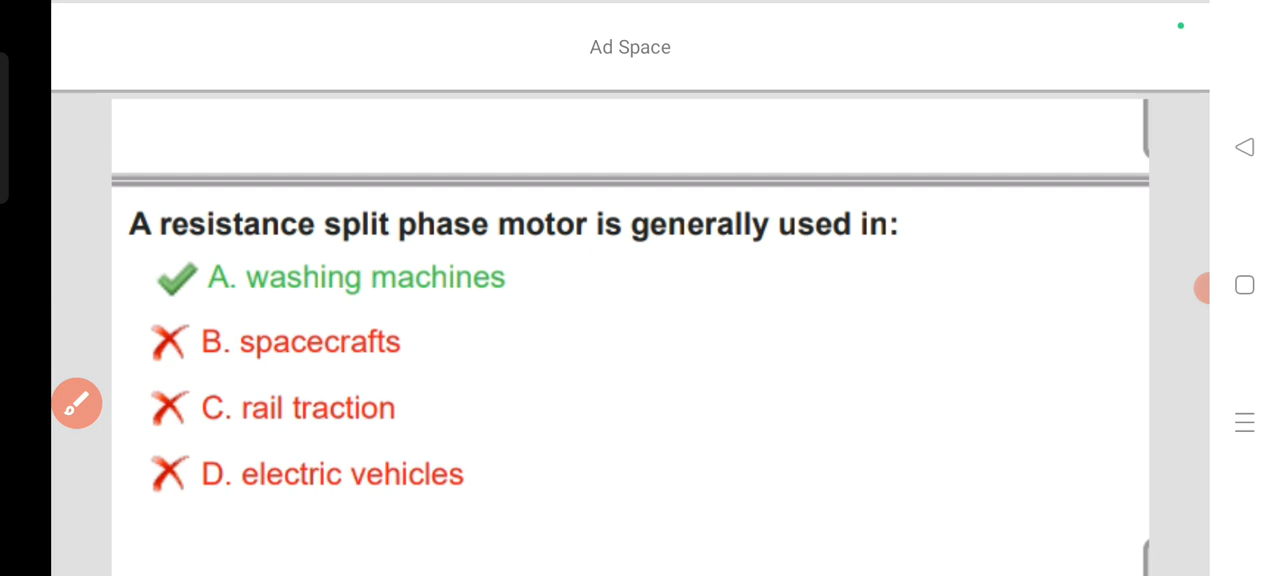 Ad Space
A resistance split phase motor is generally used in:
A. washing machines
B. spacecrafts
C. rail traction
D. electric vehicles